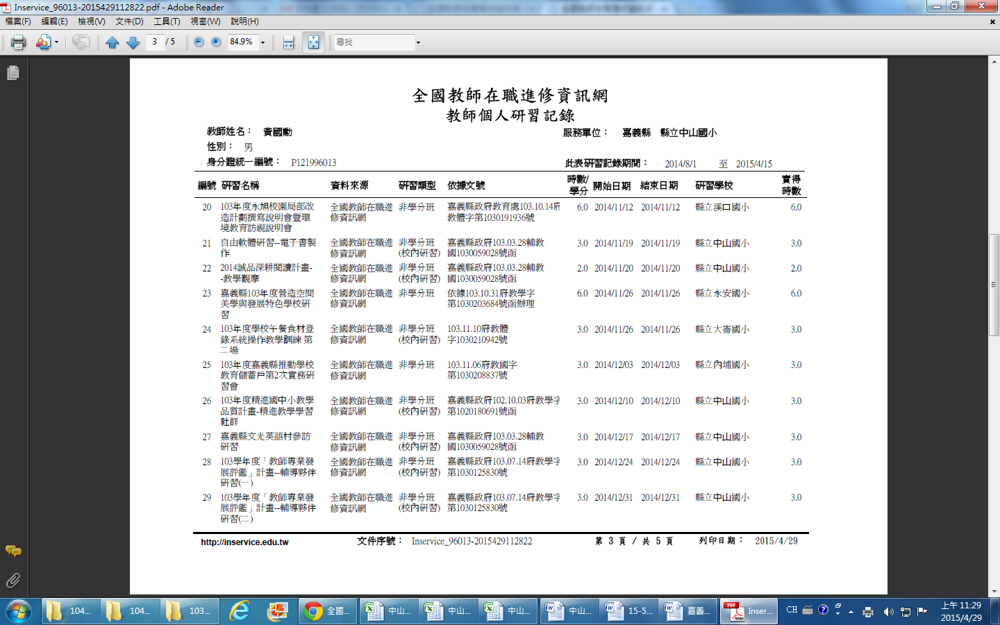 Inservice_96013-2015429112822.pdf - Adobe Reader
檔案(F) 編輯(E) 檢視(V) 文件(D) 工具(T) 視窗(W) 說明(H)
3 / 5 84.9% 尋找
全國教師在職進修資訊網
教師個人研習記錄
教師姓名： 黃國勳 服務單位： 嘉義縣 縣立中山國小
性別： 男
身分證統一編號： P121996013 此表研習記錄期間： 2014/8/1 至 2015/4/15
編號 研習名稱 資料來源 研習類型 依據文號 時數/ 開始日期 結束日期 研習學校 實得
學分 時數
20 103年度永旭校園局部改 全國教師在職進 非學分班 嘉義縣政府教育處103.10.14府 6.0 2014/11/12 2014/11/12 縣立溪口國小 6.0
造計劃撰寫說明會暨環 修資訊網 教體字第1030191936號
境教育訪視說明會
21 自由軟體研習--電子書製 全國教師在職進 非學分班 嘉義縣政府103.03.28輔教 3.0 2014/11/19 2014/11/19 縣立中山國小 3.0
作 修資訊網 (校內研習) 國1030059028號函
22 2014誠品深耕閱讀計畫- 全國教師在職進 非學分班 嘉義縣政府103.03.28輔教 2.0 2014/11/20 2014/11/20 縣立中山國小 2.0
-教學觀摩 修資訊網 (校內研習) 國1030059028號函
23 嘉義縣103年度營造空間 全國教師在職進 非學分班 依據103.10.31府教學字 6.0 2014/11/26 2014/11/26 縣立永安國小 6.0
美學與發展特色學校研 修資訊網 第1030203684號函辦理
習
24 103年度學校午餐食材登 全國教師在職進 非學分班 103.11.10府教體 3.0 2014/11/26 2014/11/26 縣立大崙國小 3.0
錄系統操作教學訓練 第 修資訊網 (校內研習) 字1030210942號
二場
25 103年度嘉義縣推動學校 全國教師在職進 非學分班 103.11.06府教國字 3.0 2014/12/03 2014/12/03 縣立內埔國小 3.0
教育儲蓄戶第2次實務研 修資訊網 第1030208837號
習會
26 103年度精進國中小教學 全國教師在職進 非學分班 嘉義縣政府102.10.03府教學字 3.0 2014/12/10 2014/12/10 縣立中山國小 3.0
品質計畫-精進教學學習 修資訊網 (校內研習) 第1020180691號函
社群
27 嘉義縣文光英語村參訪 全國教師在職進 非學分班 嘉義縣政府103.03.28輔教 3.0 2014/12/17 2014/12/17 縣立中山國小 3.0
研習 修資訊網 (校內研習) 國1030059028號函
28 103學年度「教師專業發 全國教師在職進 非學分班 嘉義縣政府103.07.14府教學字 3.0 2014/12/24 2014/12/24 縣立中山國小 3.0
展評鑑」計畫--輔導夥伴 修資訊網 (校內研習) 第1030125830號
研習(一)
29 103學年度「教師專業發 全國教師在職進 非學分班 嘉義縣政府103.07.14府教學字 3.0 2014/12/31 2014/12/31 縣立中山國小 3.0
展評鑑」計畫--輔導夥伴 修資訊網 (校內研習) 第1030125830號
研習(二)
http://inservice.edu.tw 文件序號： Inservice_96013-2015429112822 第 3 頁 / 共 5 頁 列印日期： 2015/4/29
104... 104... 103... 全國... 中山... 中山... 中山... 中山... 15-5... 嘉義... Inser... CH 上午 11:29
2015/4/29